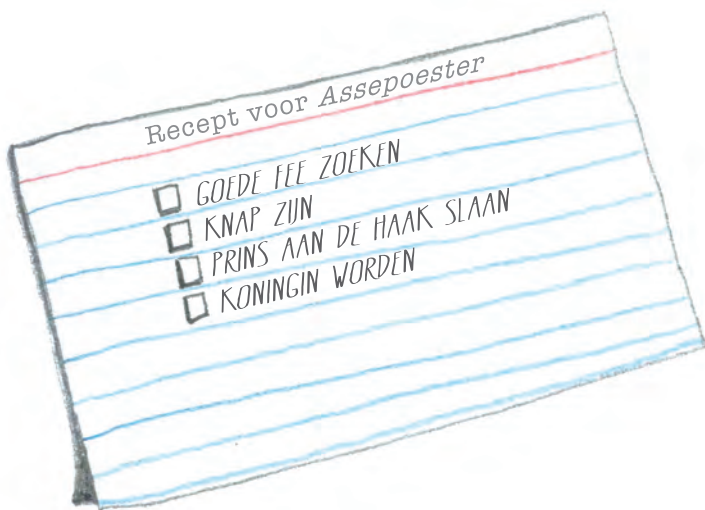 Recept voor Assepoester
GOEDE FEE ZOEKEN
KNAP ZIJN
PRINS AAN DE HAAK SLAAN
KONINGIN WORDEN